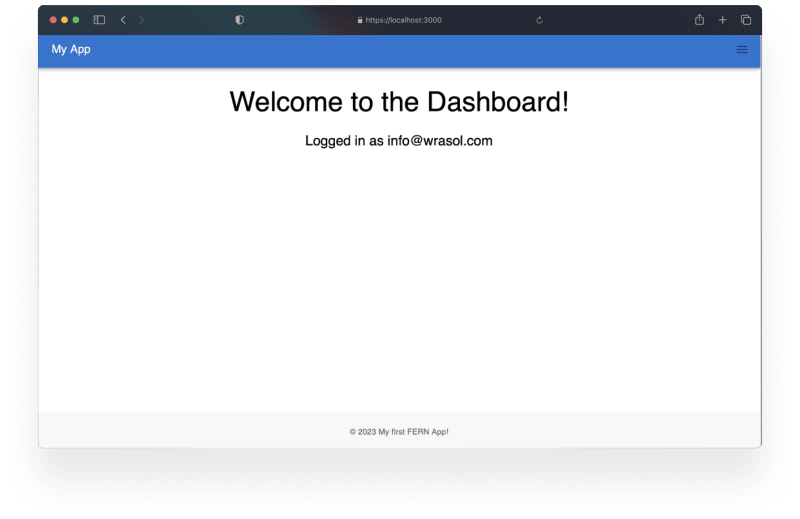 https://localhost:3000
My App
Welcome to the Dashboard!
Logged in as info@wrasol.com
© 2023 My first FERN App!